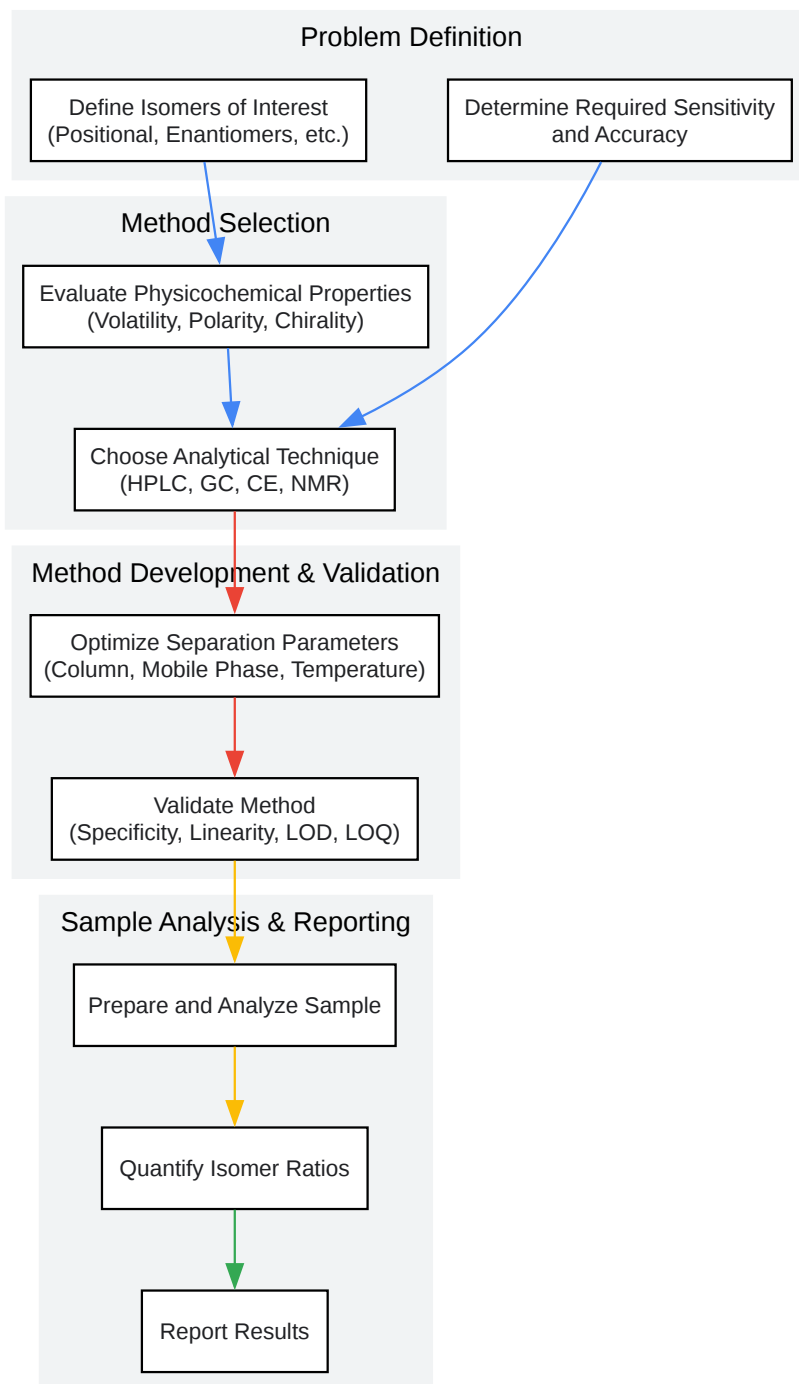 Problem Definition
Define Isomers of Interest
(Positional, Enantiomers, etc.)
Determine Required Sensitivity
and Accuracy
Method Selection
Evaluate Physicochemical Properties
(Volatility, Polarity, Chirality)
Choose Analytical Technique
(HPLC, GC, CE, NMR)
Method Development & Validation
Optimize Separation Parameters
(Column, Mobile Phase, Temperature)
Validate Method
(Specificity, Linearity, LOD, LOQ)
Sample Analysis & Reporting
Prepare and Analyze Sample
Quantify Isomer Ratios
Report Results